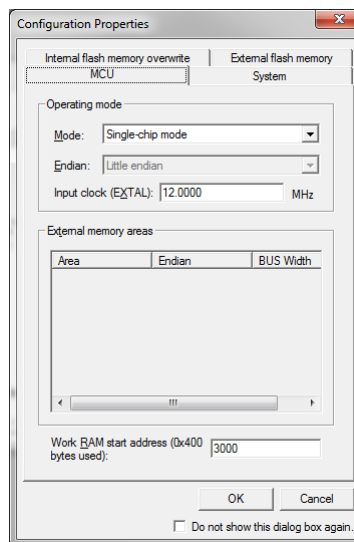 Configuration Properties
Internal flash memory overwrite External flash memory
MCU System
Operating mode
Mode: Single-chip mode
Endian: Little endian
Input clock (EXTAL): 12.0000 MHz
External memory areas
Area Endian BUS Width
Work RAM start address (0x400
bytes used): 3000
OK Cancel
Do not show this dialog box again.